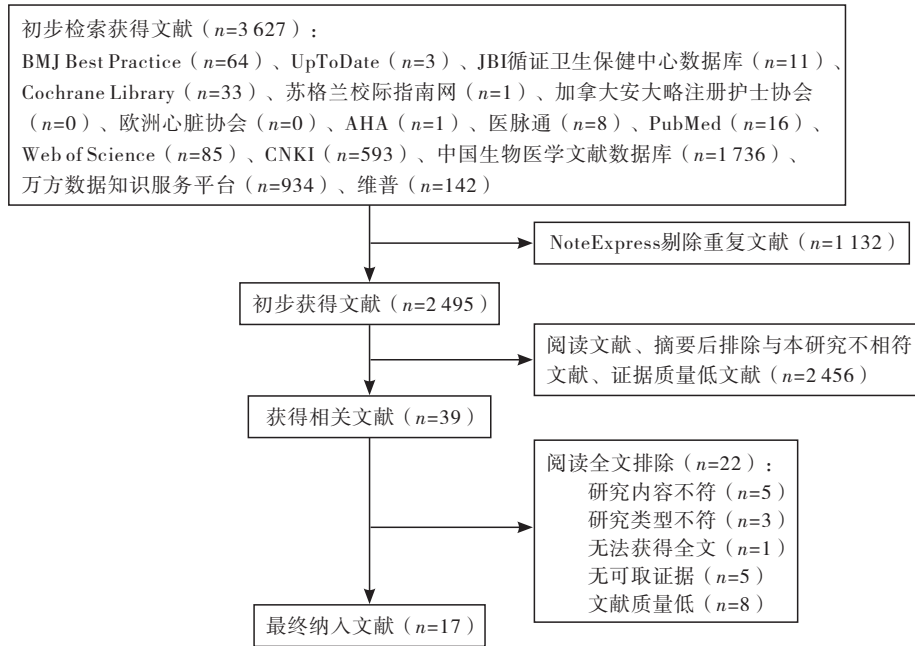 初步检索获得文献（n=3 627）：
BMJ Best Practice（n=64）、UpToDate（n=3）、JBI循证卫生保健中心数据库（n=11）、
Cochrane Library（n=33）、苏格兰校际指南网（n=1）、加拿大安大略注册护士协会
（n=0）、欧洲心脏协会（n=0）、AHA（n=1）、医脉通（n=8）、PubMed（n=16）、
Web of Science（n=85）、CNKI（n=593）、中国生物医学文献数据库（n=1 736）、
万方数据知识服务平台（n=934）、维普（n=142）
NoteExpress剔除重复文献（n=1 132）
初步获得文献（n=2 495）
阅读文献、摘要后排除与本研究不相符
文献、证据质量低文献（n=2 456）
获得相关文献（n=39）
阅读全文排除（n=22）：
研究内容不符（n=5）
研究类型不符（n=3）
无法获得全文（n=1）
无可取证据（n=5）
文献质量低（n=8）
最终纳入文献（n=17）